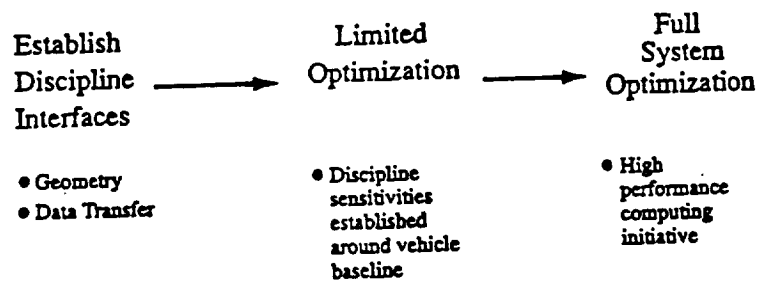 Establish
Discipline
Interfaces
Limited
Optimization
Full
System
Optimization
• Geometry
• Data Transfer
• Discipline
sensitivities
established
around vehicle
baseline
• High
performance
computing
initiative